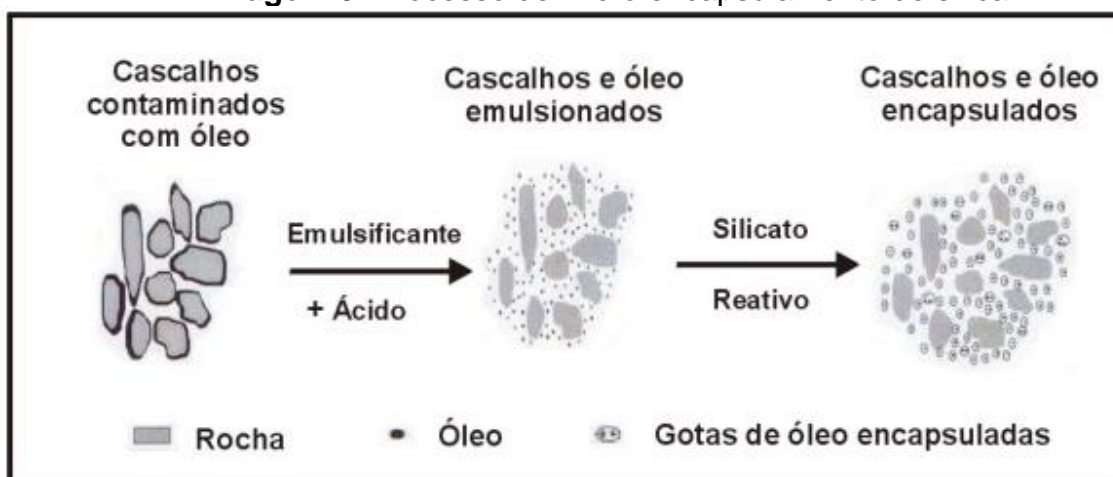 Cascalhos
contaminados
com óleo
Cascalhos e óleo
emulsionados
Cascalhos e óleo
encapsulados
Emulsificante
+ Ácido
Silicato
Reativo
Rocha
Óleo
Gotas de óleo encapsuladas